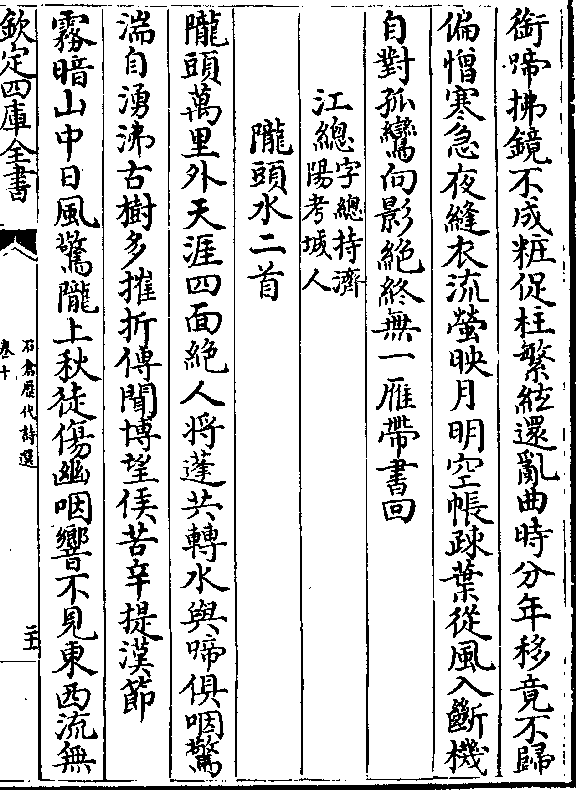 銜啼拂鏡不成粧促柱繁絃還亂曲時分年移竟不歸
偏憎寒急夜縫衣流螢映月明空帳疎葉從風入斷機
自對孤鸞向影絶終無一雁帶書回
江總字總持濟陽考城人
隴頭水二首
隴頭萬里外天涯四面絶人將蓬共轉水與啼俱咽驚
湍自湧沸古樹多摧折傳聞博望侯苦辛提漢節
霧暗山中日風驚隴上秋徒傷幽咽響不見東西流無
欽定四庫全書
石倉歷代詩選
卷十